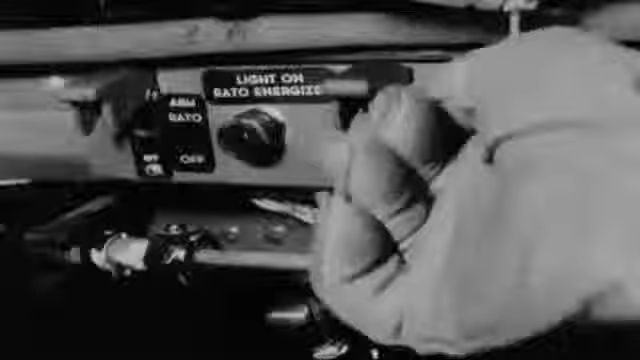 LIGHT ON
RATO ENERGIZE
ARM
RATO
OFF